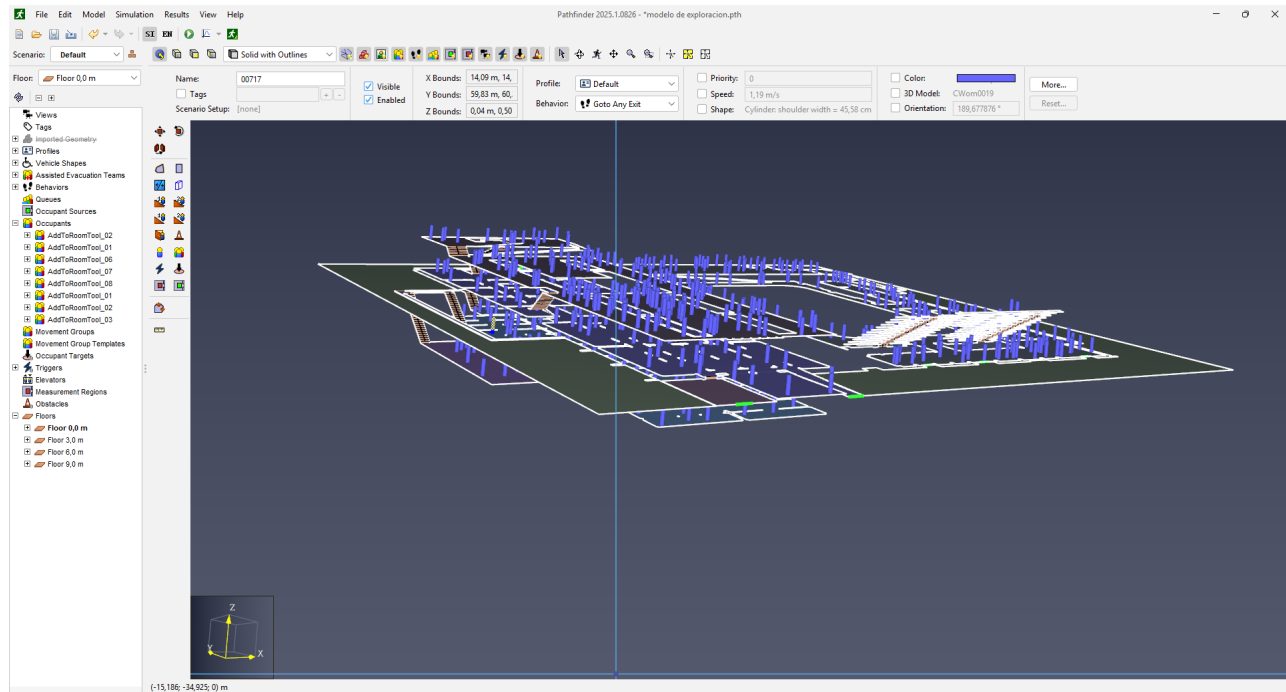 Pathfinder 2025.1.0826 - *modelo de exploracion.pth
File Edit Model Simulation Results View Help
SI EN
Scenario: Default
Solid with Outlines
Floor: Floor 0,0 m
Name: 00717
Tags
Scenario Setup: [none]
Visible
Enabled
X Bounds: 14,09 m, 14,
Y Bounds: 59,83 m, 60,
Z Bounds: 0,04 m, 0,50
Profile: Default
Behavior: Goto Any Exit
Priority: 0
Speed: 1,19 m/s
Shape: Cylinder: shoulder width = 45,58 cm
Color:
3D Model: CWom0019
Orientation: 189,677876 °
More...
Reset...
Views
Tags
Imported Geometry
Profiles
Vehicle Shapes
Assisted Evacuation Teams
Behaviors
Queues
Occupant Sources
Occupants
AddToRoomTool_02
AddToRoomTool_01
AddToRoomTool_06
AddToRoomTool_07
AddToRoomTool_08
AddToRoomTool_01
AddToRoomTool_02
AddToRoomTool_03
Movement Groups
Movement Group Templates
Occupant Targets
Triggers
Elevators
Measurement Regions
Obstacles
Floors
Floor 0,0 m
Floor 3,0 m
Floor 6,0 m
Floor 9,0 m
Z
Y
X
(-15,186; -34,925; 0) m